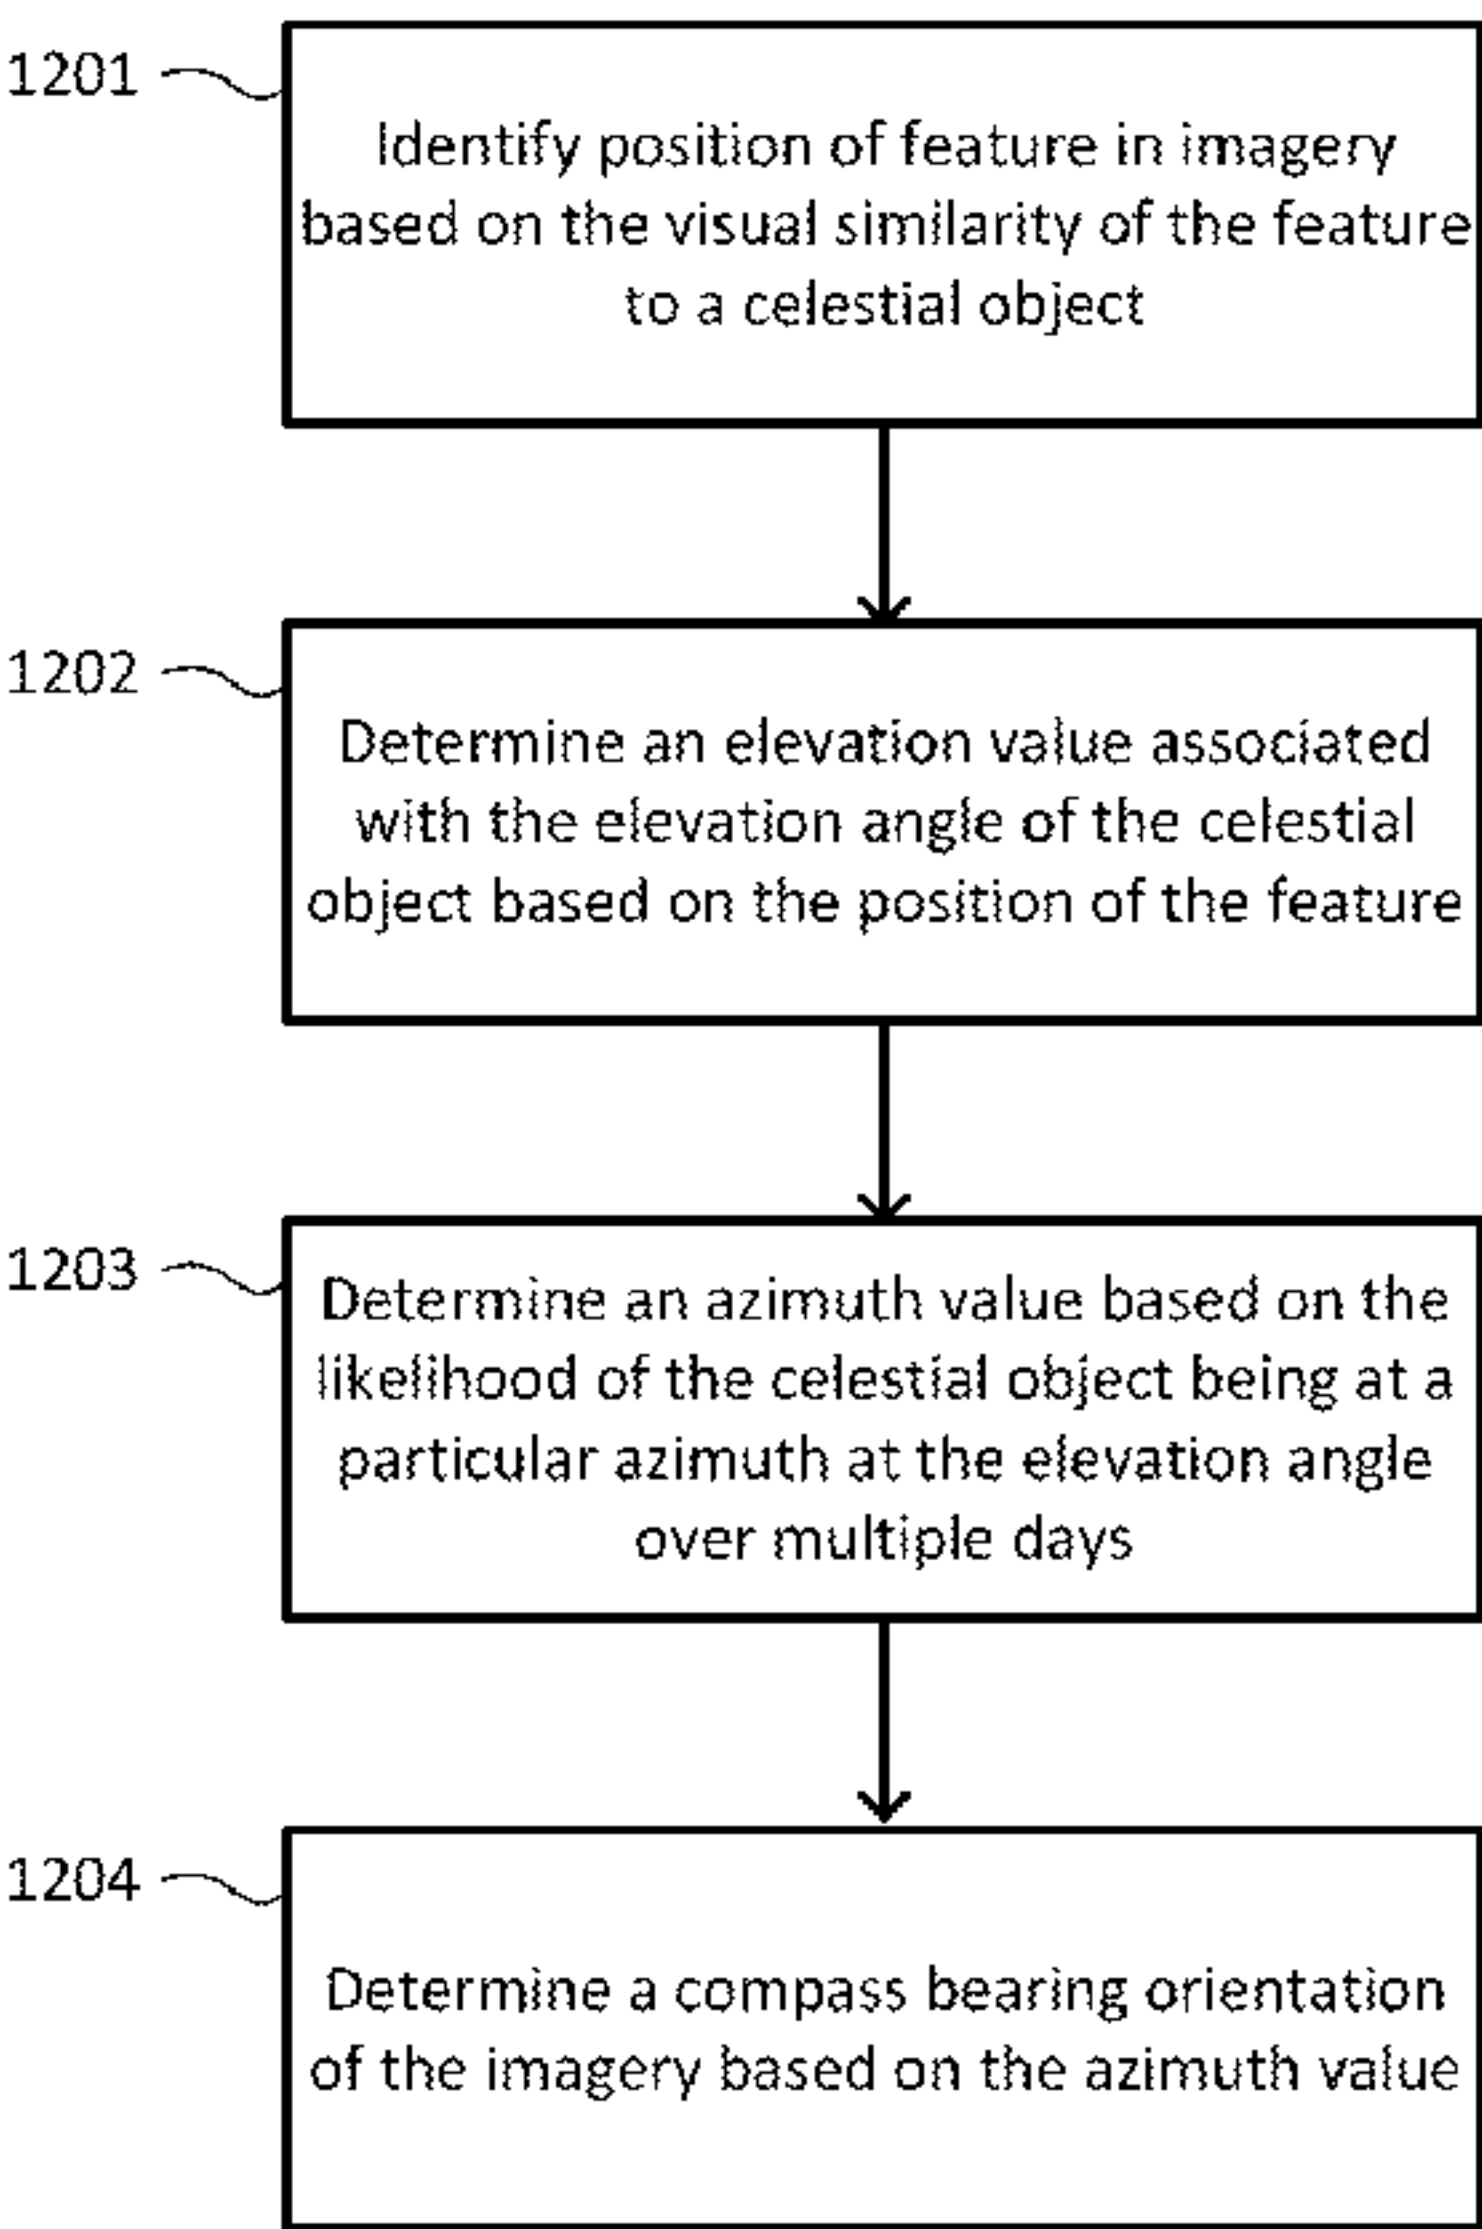 1201
Identify position of feature in imagery
based on the visual similarity of the feature
to a celestial object
1202
Determine an elevation value associated
with the elevation angle of the celestial
object based on the position of the feature
1203
Determine an azimuth value based on the
likelihood of the celestial object being at a
particular azimuth at the elevation angle
over multiple days
1204
Determine a compass bearing orientation
of the imagery based on the azimuth value